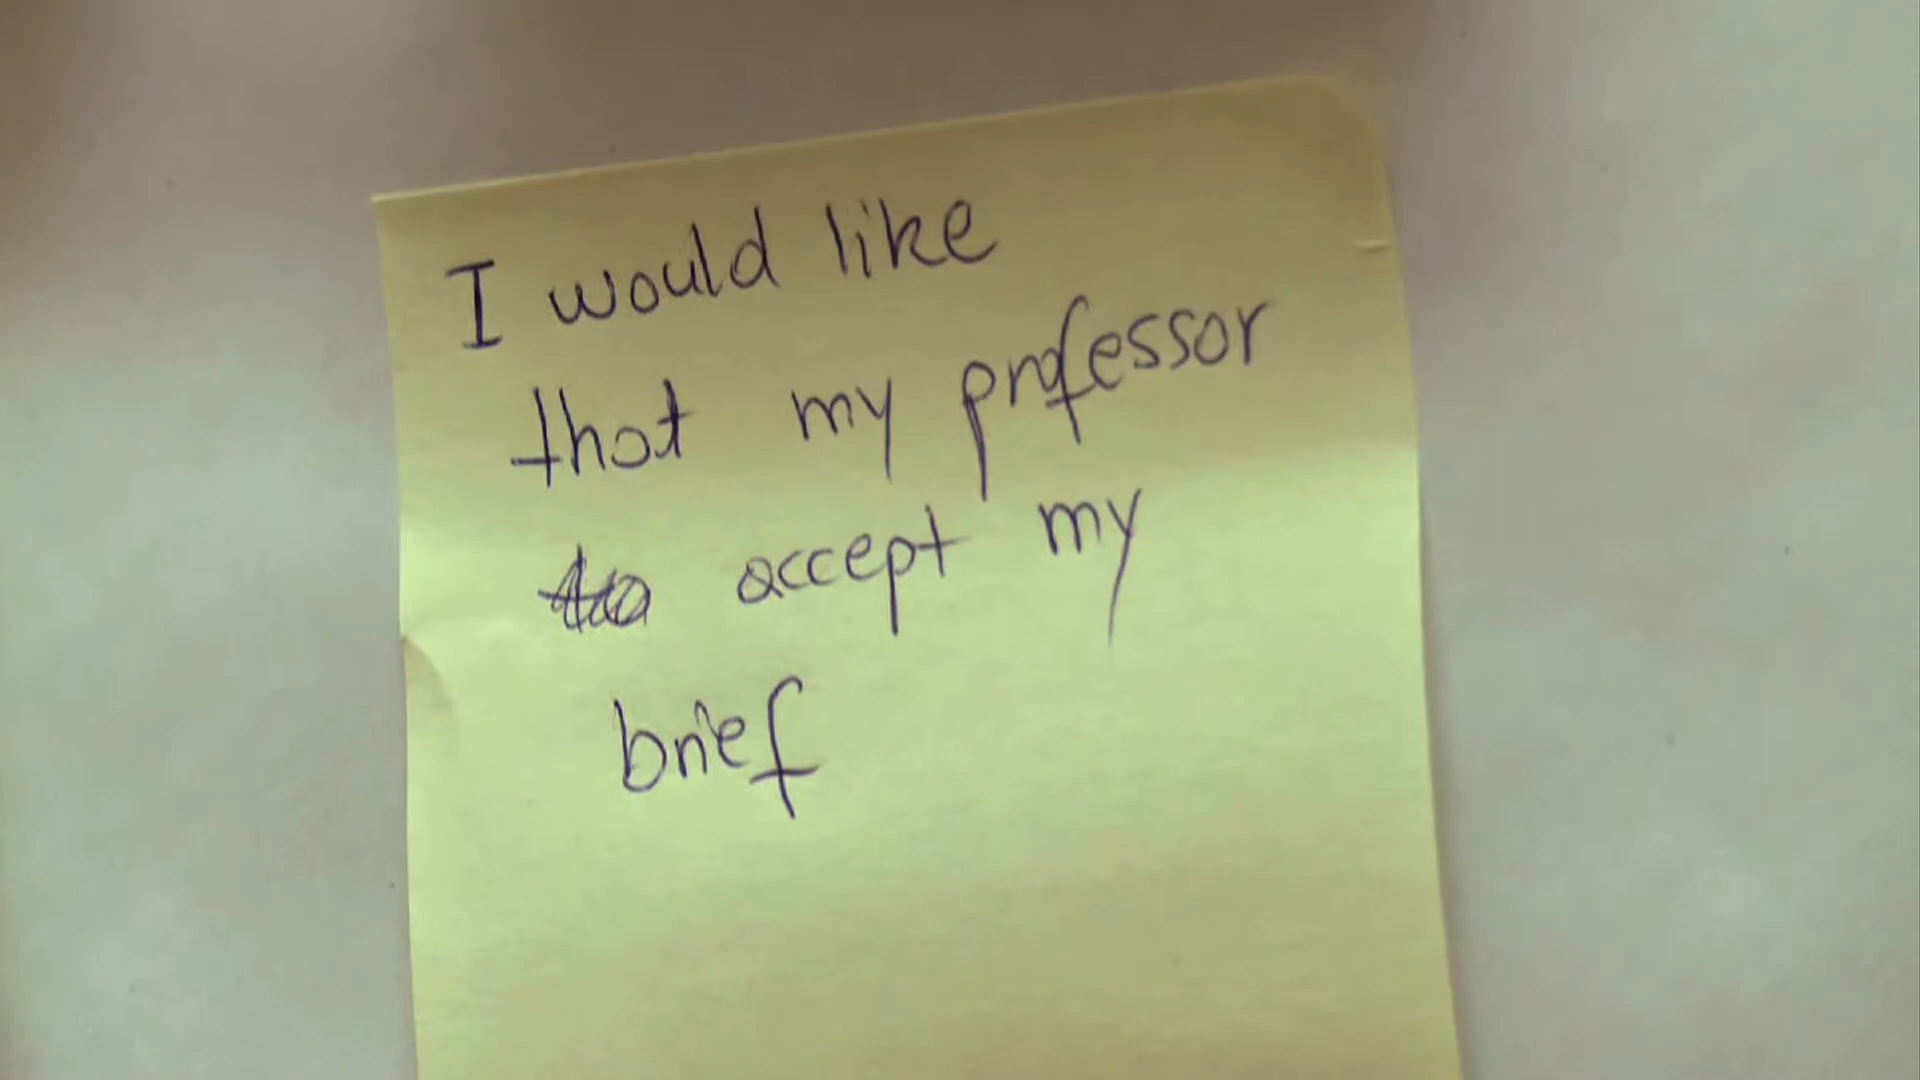 I would like
that my professor
accept my
brief